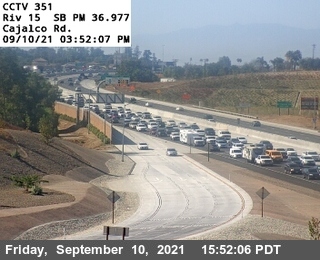 CCTV 351
Riv 15 SB PM 36.977
Cajalco Rd.
09/10/21 03:52:07 PM
Friday, September 10, 2021 15:52:06 PDT